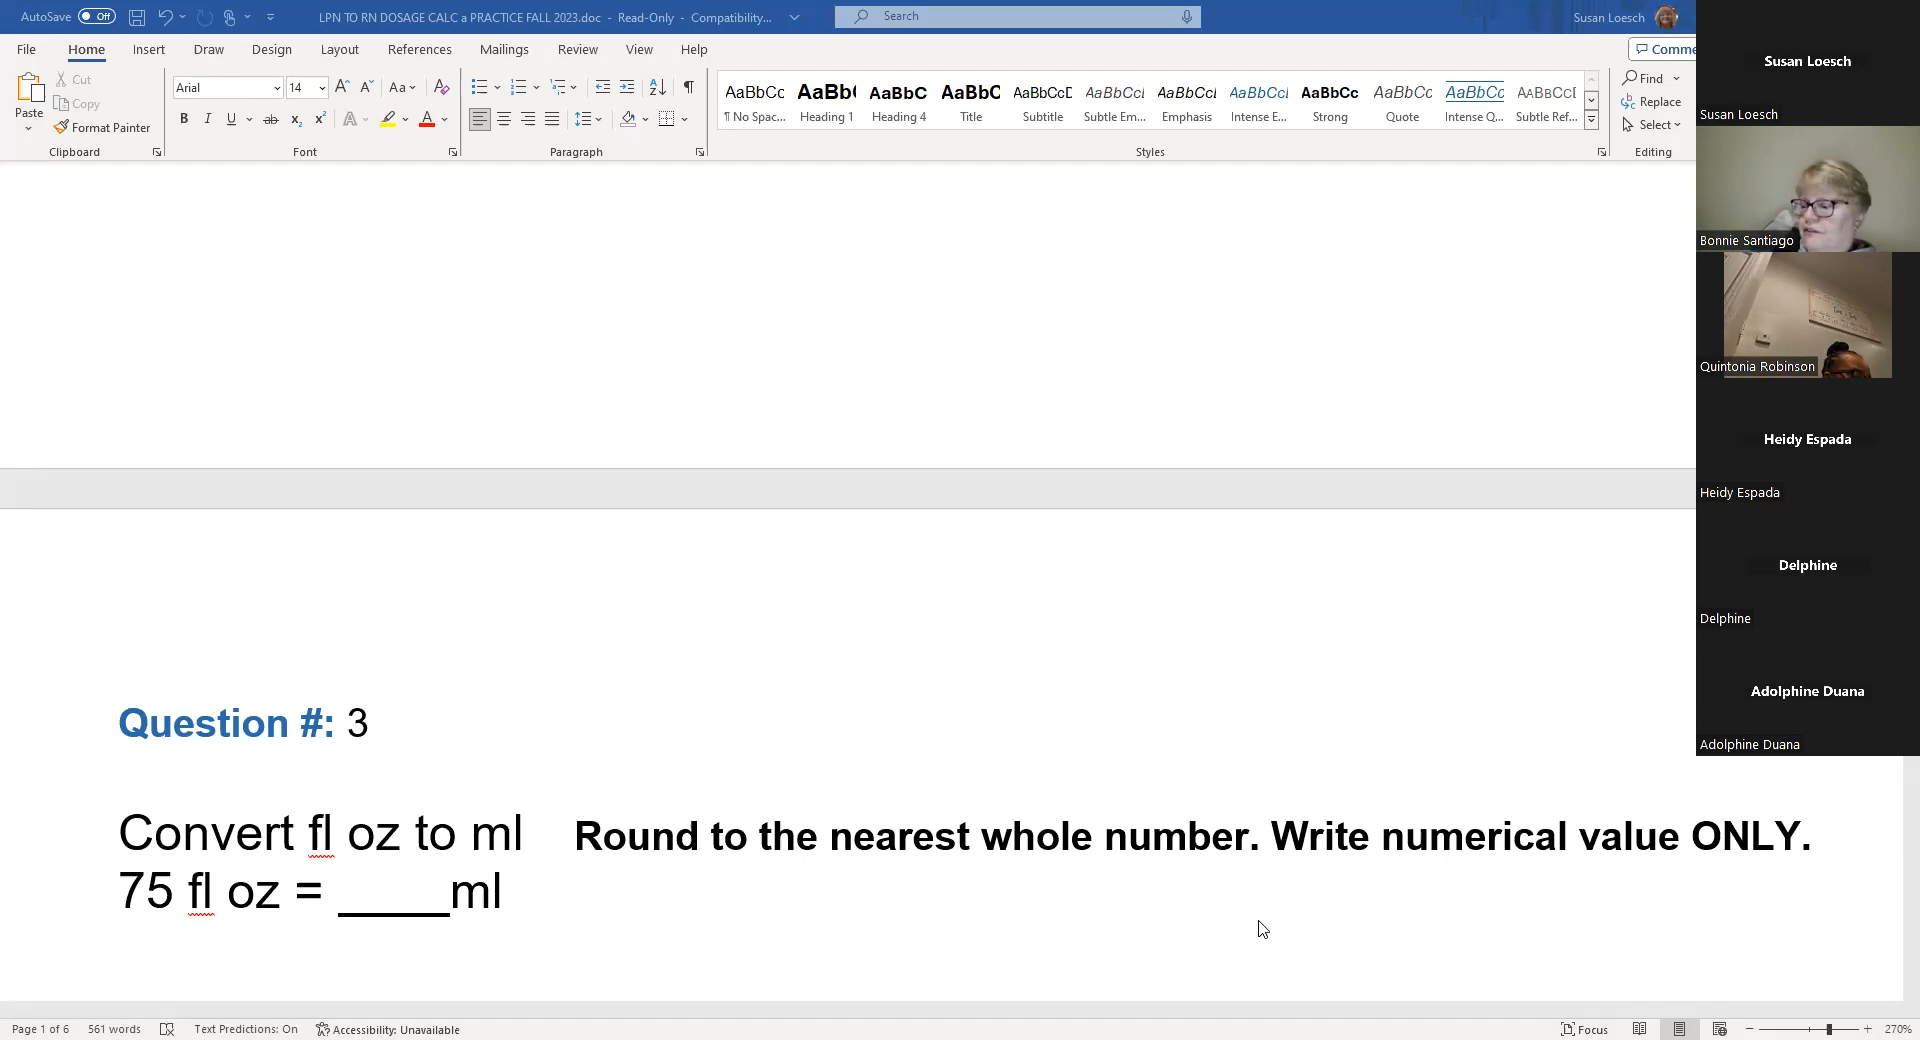 AutoSave Off LPN TO RN DOSAGE CALC a PRACTICE FALL 2023.doc - Read-Only - Compatibility... Search Susan Loesch
File Home Insert Draw Design Layout References Mailings Review View Help Comme
Paste Cut Copy Format Painter
Arial 14
AaBbCc AaBb( AaBbC AaBbC AaBbCcD AaBbCcI AaBbCcI AaBbCcI AaBbCc AaBbCc AaBbCc AABBCCD
¶ No Spac... Heading 1 Heading 4 Title Subtitle Subtle Em... Emphasis Intense E... Strong Quote Intense Q... Subtle Ref...
Find
Replace
Select
Clipboard Font Paragraph Styles Editing
Susan Loesch
Susan Loesch
Bonnie Santiago
Quintonia Robinson
Heidy Espada
Heidy Espada
Delphine
Delphine
Adolphine Duana
Adolphine Duana
Question #: 3
Convert fl oz to ml Round to the nearest whole number. Write numerical value ONLY.
75 fl oz = ____ml
Page 1 of 6 561 words Text Predictions: On Accessibility: Unavailable Focus 270%